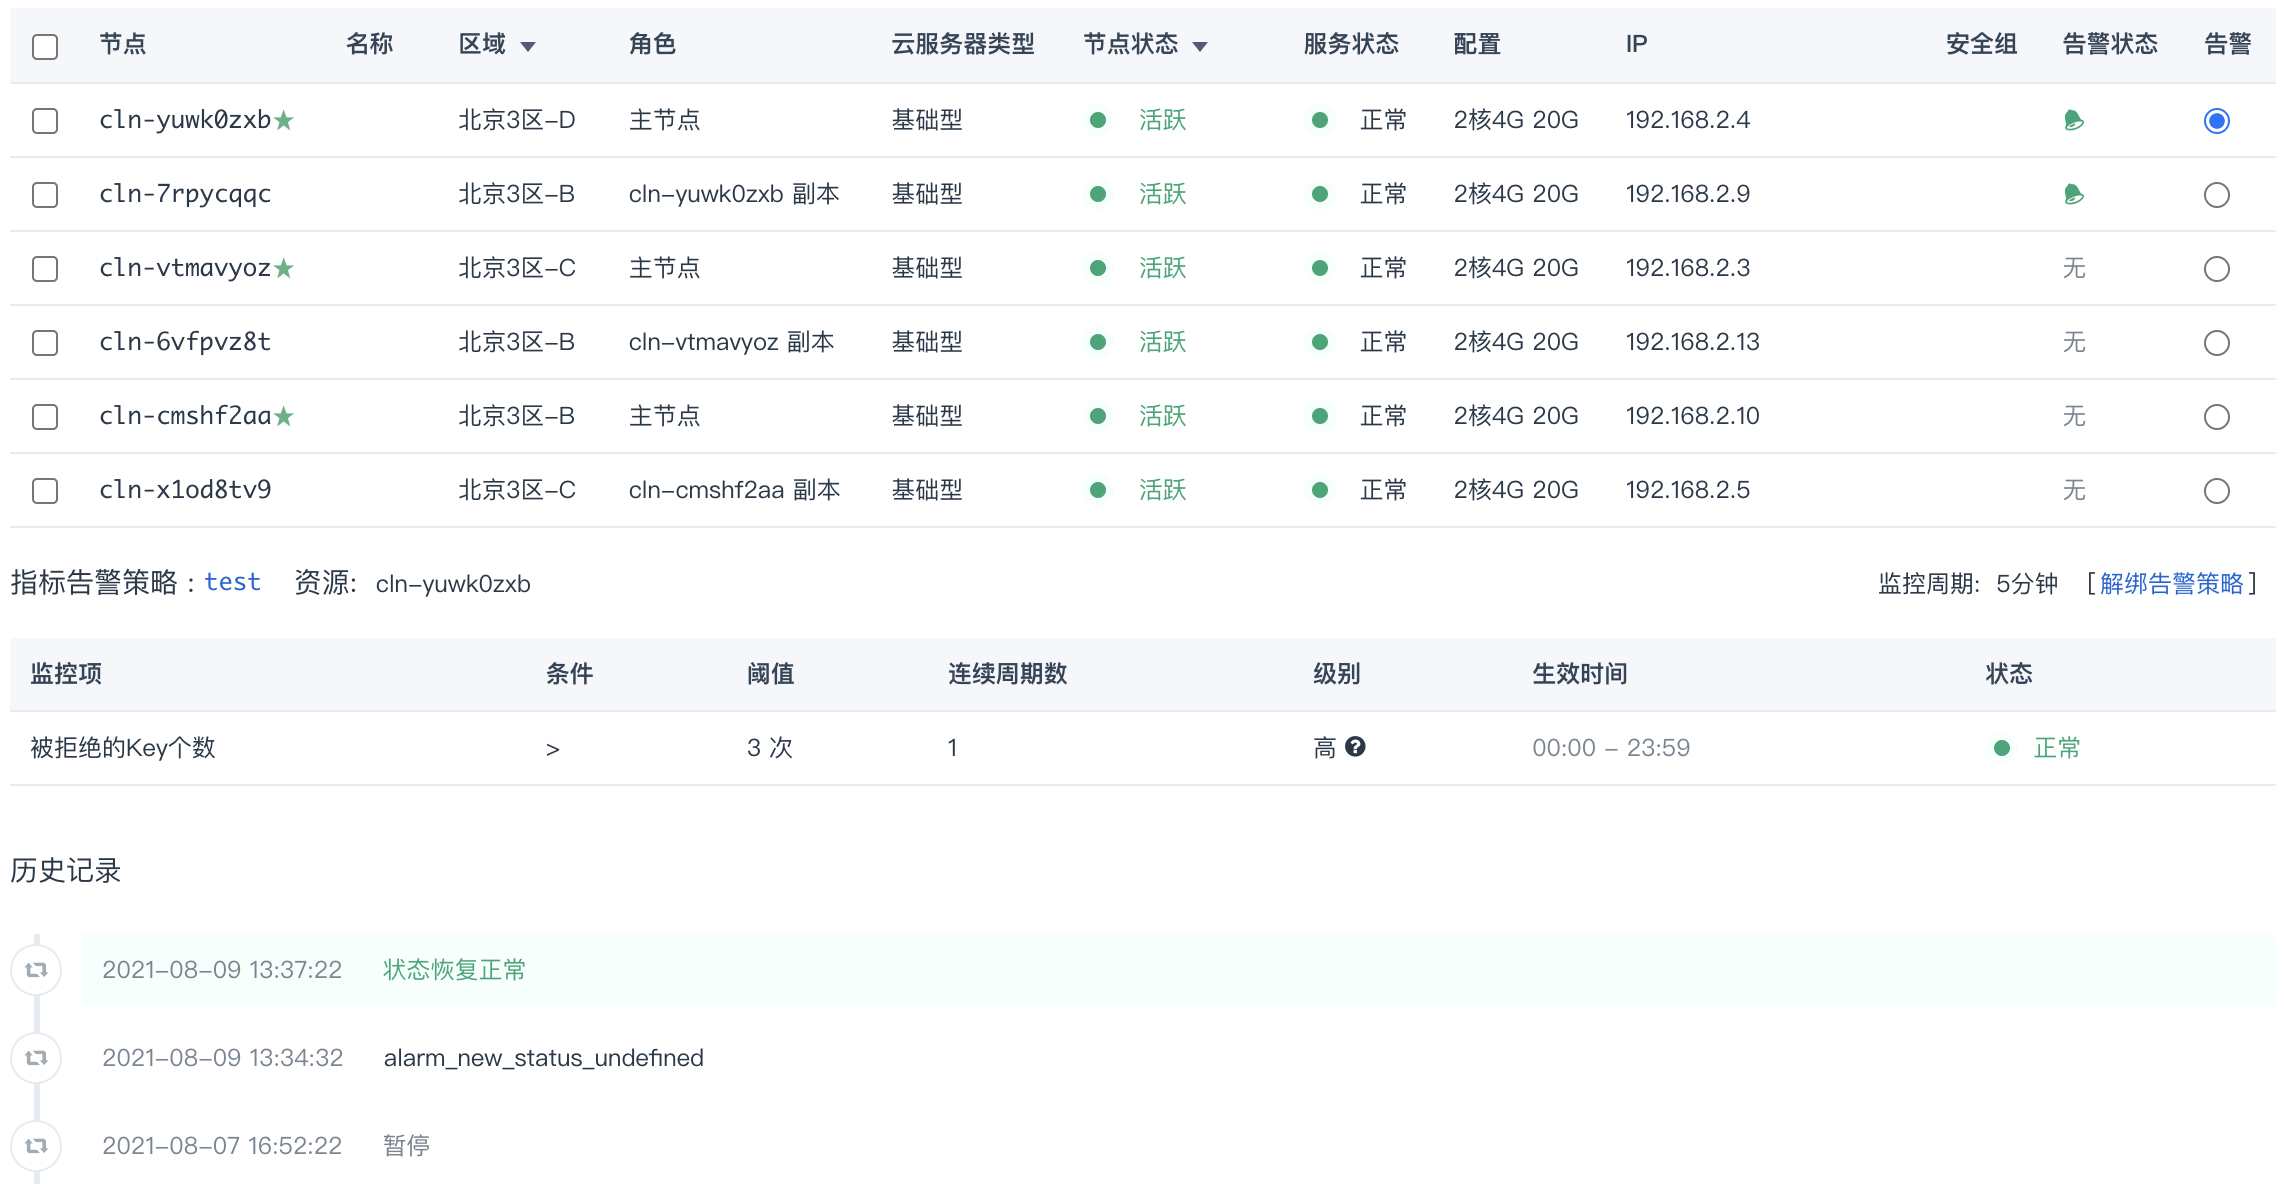 节点 名称 区域 角色 云服务器类型 节点状态 服务状态 配置 IP 安全组 告警状态 告警
cln-yuwk0zxb★ 北京3区-D 主节点 基础型 活跃 正常 2核4G 20G 192.168.2.4
cln-7rpycqqc 北京3区-B cln-yuwk0zxb 副本 基础型 活跃 正常 2核4G 20G 192.168.2.9
cln-vtmavyoz★ 北京3区-C 主节点 基础型 活跃 正常 2核4G 20G 192.168.2.3 无
cln-6vfpvz8t 北京3区-B cln-vtmavyoz 副本 基础型 活跃 正常 2核4G 20G 192.168.2.13 无
cln-cmshf2aa★ 北京3区-B 主节点 基础型 活跃 正常 2核4G 20G 192.168.2.10 无
cln-x1od8tv9 北京3区-C cln-cmshf2aa 副本 基础型 活跃 正常 2核4G 20G 192.168.2.5 无
指标告警策略 : test 资源: cln-yuwk0zxb 监控周期: 5分钟 [解绑告警策略]
监控项 条件 阈值 连续周期数 级别 生效时间 状态
被拒绝的Key个数 > 3 次 1 高 ? 00:00 - 23:59 正常
历史记录
2021-08-09 13:37:22 状态恢复正常
2021-08-09 13:34:32 alarm_new_status_undefined
2021-08-07 16:52:22 暂停